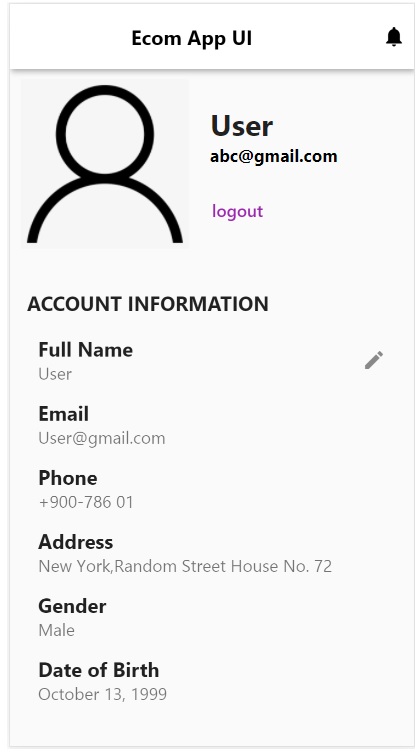 Ecom App UI
User
abc@gmail.com
logout
ACCOUNT INFORMATION
Full Name
User
Email
User@gmail.com
Phone
+900-786 01
Address
New York,Random Street House No. 72
Gender
Male
Date of Birth
October 13, 1999